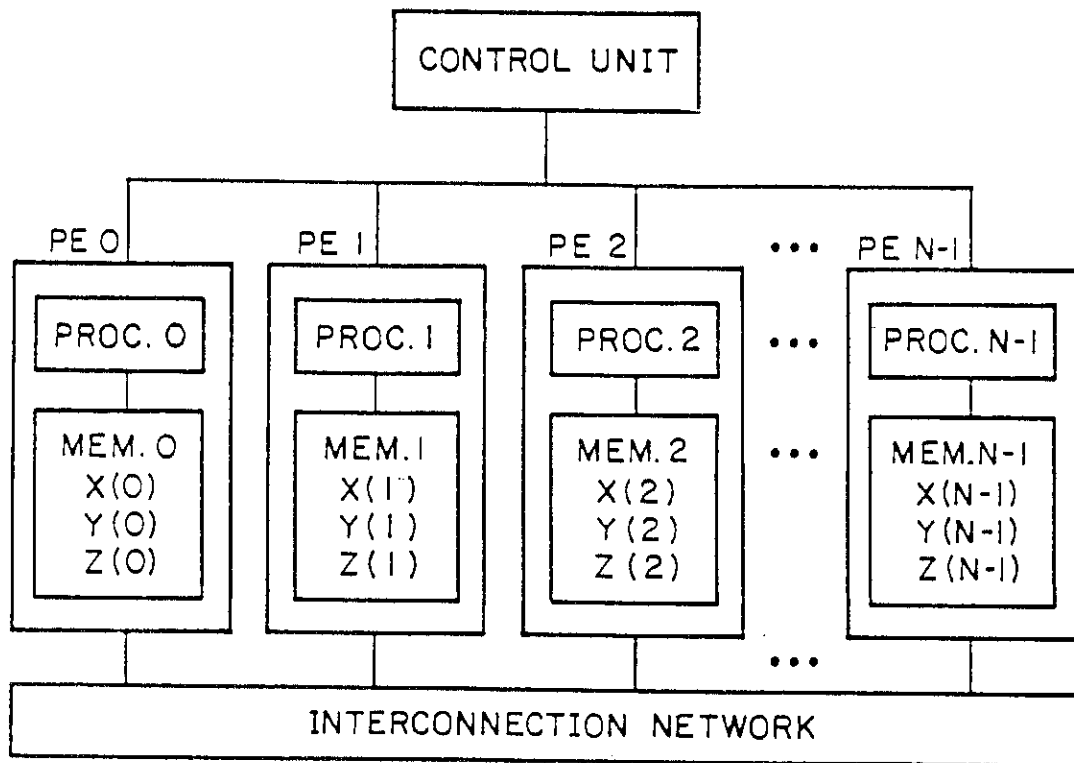 CONTROL UNIT
PE 0
PE 1
PE 2
•••
PE N-1
PROC. 0
PROC. 1
PROC. 2
•••
PROC. N-1
MEM. 0
X(0)
Y(0)
Z(0)
MEM. 1
X(1)
Y(1)
Z(1)
MEM. 2
X(2)
Y(2)
Z(2)
•••
MEM. N-1
X(N-1)
Y(N-1)
Z(N-1)
•••
INTERCONNECTION NETWORK